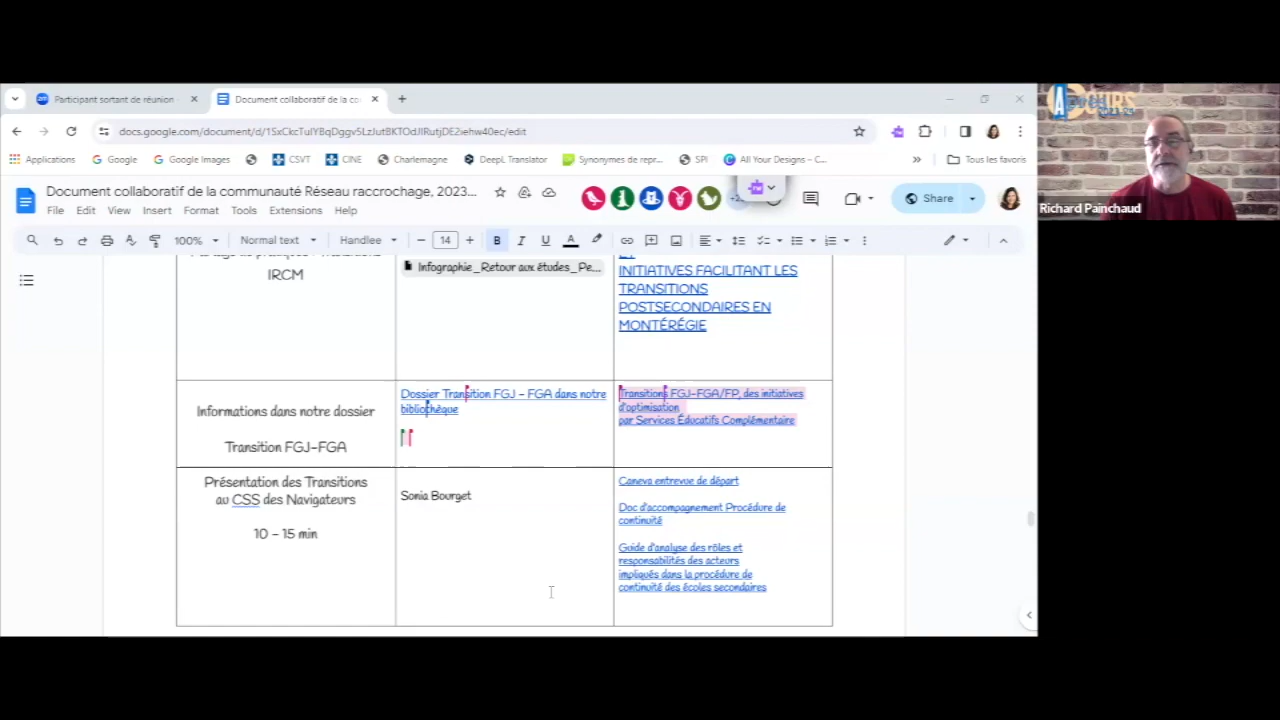 Participant sortant de réunion
Document collaboratif de la co
docs.google.com/document/d/1SxCkcTuIYBqDggv5LzJutBKTOdJIRutjDE2iehw40ec/edit
Applications
Google
Google Images
CSVT
CINE
Charlemagne
DeepL Translator
Synonymes de repr...
SPI
All Your Designs – C...
Tous les favoris
Document collaboratif de la communauté Réseau raccrochage, 2023...
Share
File Edit View Insert Format Tools Extensions Help
100% Normal text Handlee 14 B I U A
IRCM
Infographie_Retour aux études_Pe...
ET
INITIATIVES FACILITANT LES
TRANSITIONS
POSTSECONDAIRES EN
MONTÉRÉGIE
Informations dans notre dossier
Transition FGJ-FGA
Dossier Transition FGJ - FGA dans notre
bibliothèque
Transitions FGJ-FGA/FP, des initiatives
d'optimisation
par Services Éducatifs Complémentaire
Présentation des Transitions
au CSS des Navigateurs
10 - 15 min
Sonia Bourget
Caneva entrevue de départ
Doc d'accompagnement Procédure de
continuité
Guide d'analyse des rôles et
responsabilités des acteurs
impliqués dans la procédure de
continuité des écoles secondaires
Richard Painchaud